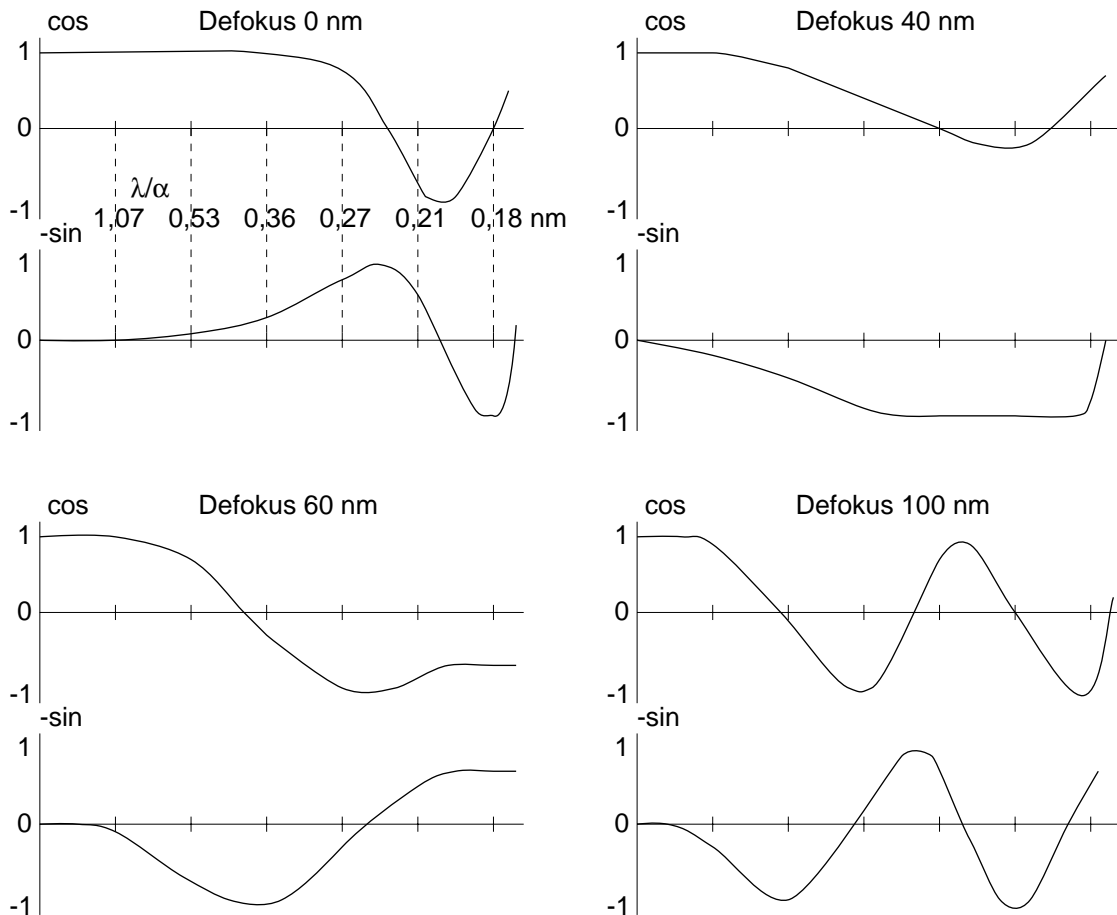 cos Defokus 0 nm
1
0
-1
λ/α
1,07 0,53 0,36 0,27 0,21 0,18 nm
-sin
1
0
-1
cos Defokus 40 nm
1
0
-1
-sin
1
0
-1
cos Defokus 60 nm
1
0
-1
-sin
1
0
-1
cos Defokus 100 nm
1
0
-1
-sin
1
0
-1